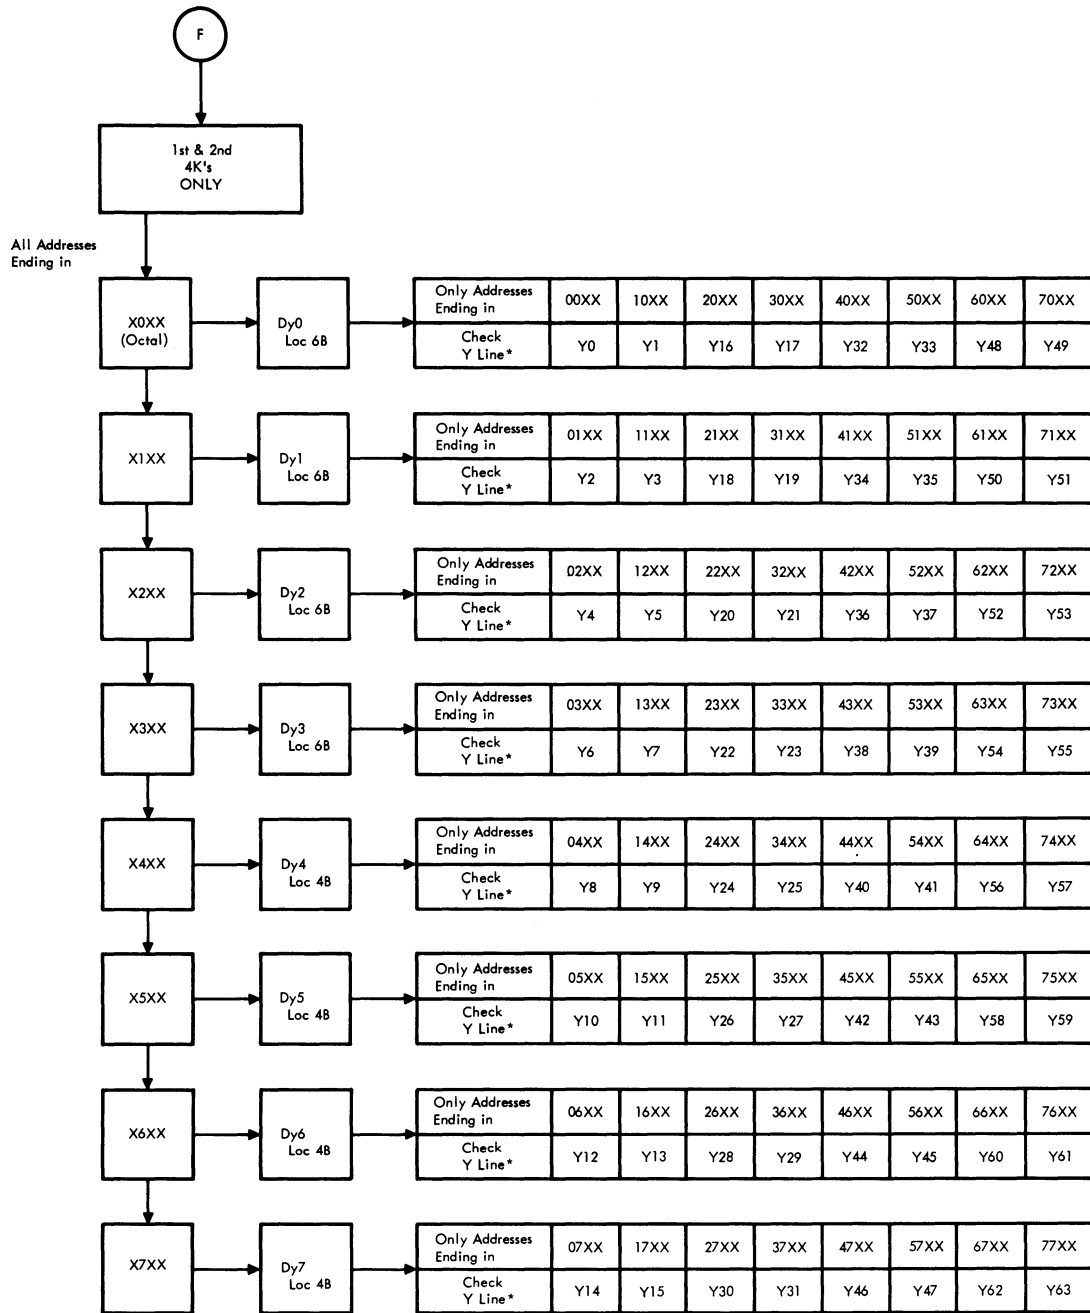 F
1st & 2nd
4K's
ONLY
All Addresses
Ending in
X0XX
(Octal)
Dy0
Loc 6B
Only Addresses
Ending in
00XX 10XX 20XX 30XX 40XX 50XX 60XX 70XX
Check
Y Line*
Y0 Y1 Y16 Y17 Y32 Y33 Y48 Y49
X1XX
Dy1
Loc 6B
Only Addresses
Ending in
01XX 11XX 21XX 31XX 41XX 51XX 61XX 71XX
Check
Y Line*
Y2 Y3 Y18 Y19 Y34 Y35 Y50 Y51
X2XX
Dy2
Loc 6B
Only Addresses
Ending in
02XX 12XX 22XX 32XX 42XX 52XX 62XX 72XX
Check
Y Line*
Y4 Y5 Y20 Y21 Y36 Y37 Y52 Y53
X3XX
Dy3
Loc 6B
Only Addresses
Ending in
03XX 13XX 23XX 33XX 43XX 53XX 63XX 73XX
Check
Y Line*
Y6 Y7 Y22 Y23 Y38 Y39 Y54 Y55
X4XX
Dy4
Loc 4B
Only Addresses
Ending in
04XX 14XX 24XX 34XX 44XX 54XX 64XX 74XX
Check
Y Line*
Y8 Y9 Y24 Y25 Y40 Y41 Y56 Y57
X5XX
Dy5
Loc 4B
Only Addresses
Ending in
05XX 15XX 25XX 35XX 45XX 55XX 65XX 75XX
Check
Y Line*
Y10 Y11 Y26 Y27 Y42 Y43 Y58 Y59
X6XX
Dy6
Loc 4B
Only Addresses
Ending in
06XX 16XX 26XX 36XX 46XX 56XX 66XX 76XX
Check
Y Line*
Y12 Y13 Y28 Y29 Y44 Y45 Y60 Y61
X7XX
Dy7
Loc 4B
Only Addresses
Ending in
07XX 17XX 27XX 37XX 47XX 57XX 67XX 77XX
Check
Y Line*
Y14 Y15 Y30 Y31 Y46 Y47 Y62 Y63